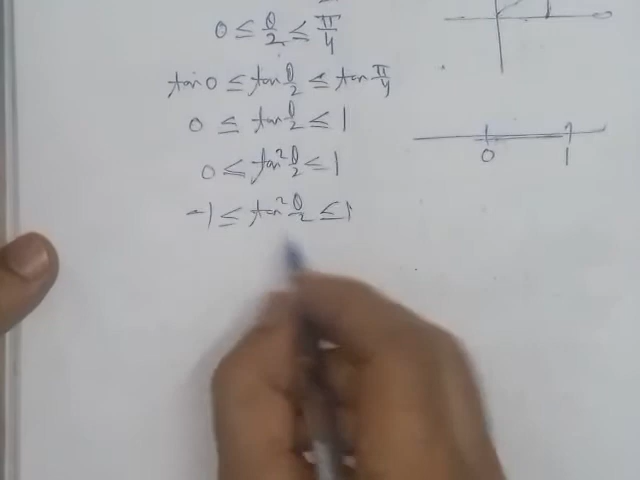 0 ≤ θ/2 ≤ π/4
tan 0 ≤ tan θ/2 ≤ tan π/4
0 ≤ tan θ/2 ≤ 1
0 ≤ tan² θ/2 ≤ 1
-1 ≤ tan² θ/2 ≤ 1
0 1